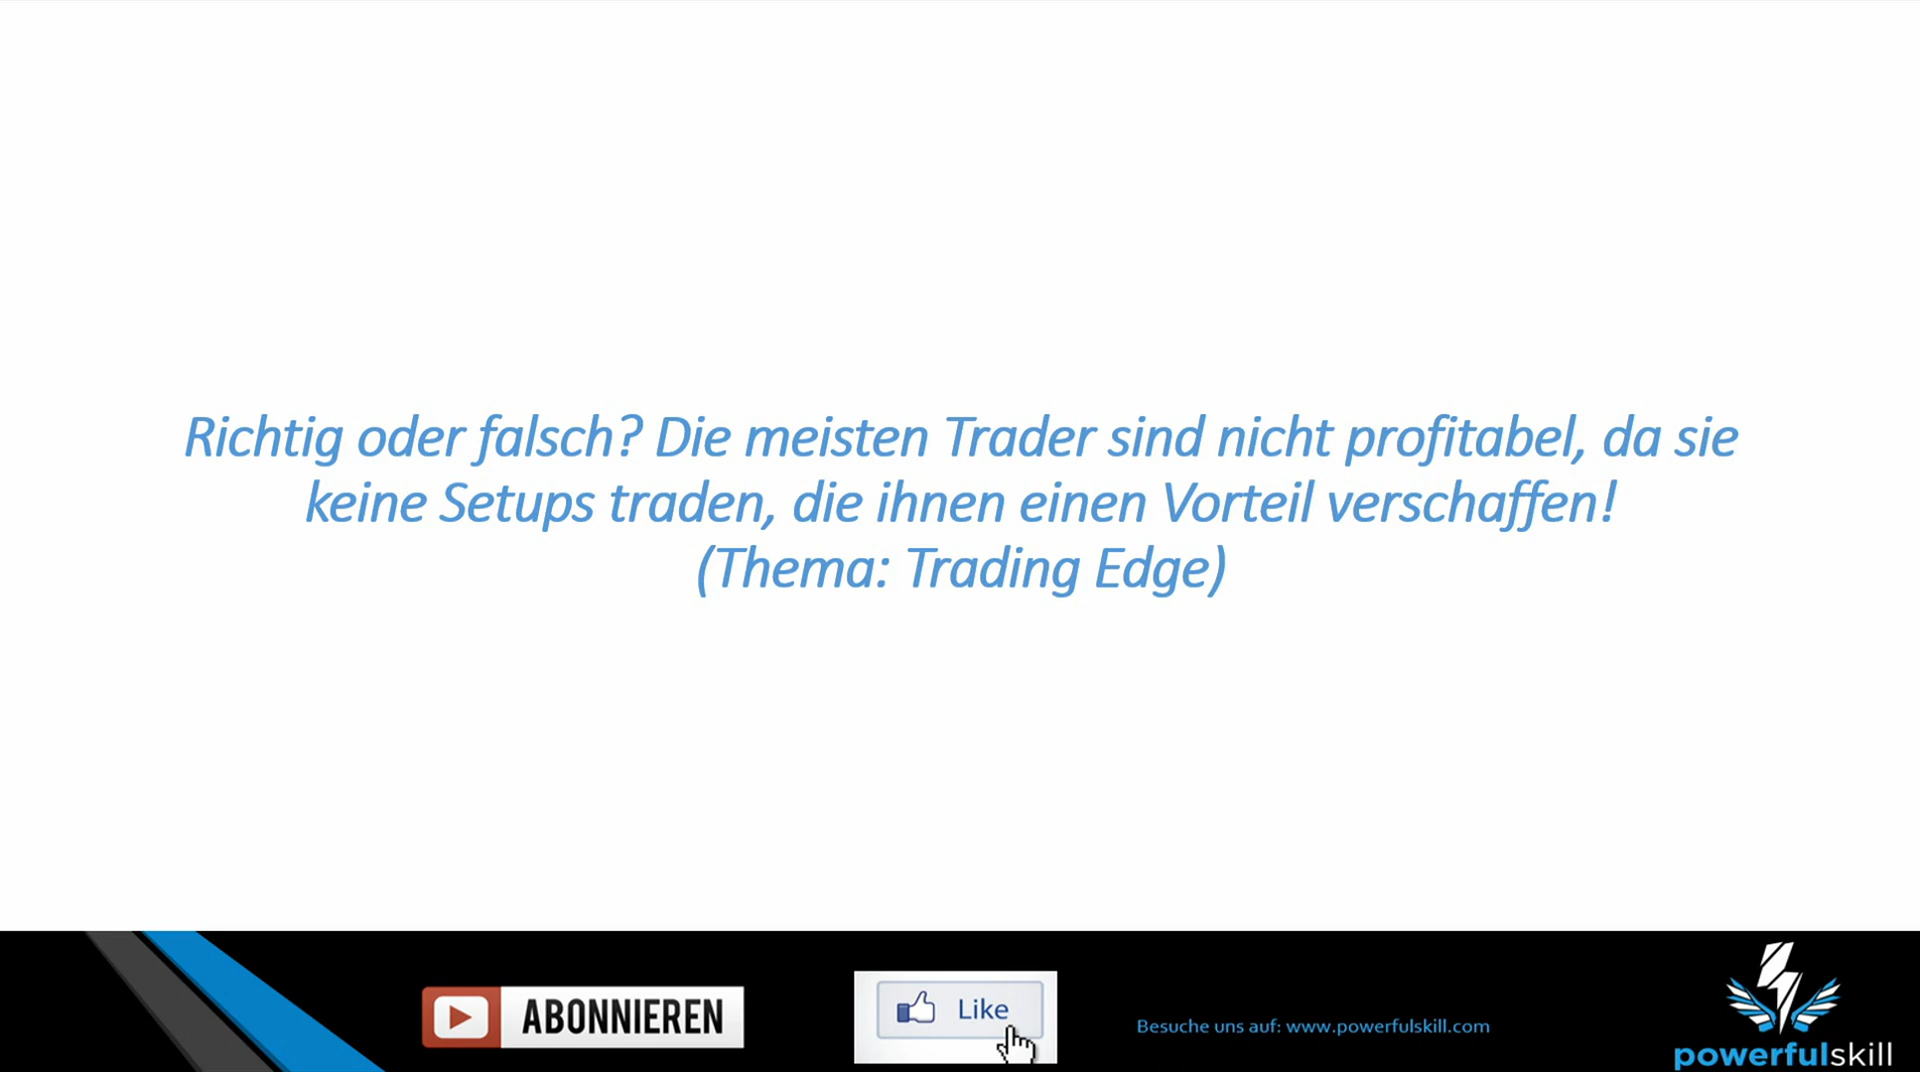 Richtig oder falsch? Die meisten Trader sind nicht profitabel, da sie
keine Setups traden, die ihnen einen Vorteil verschaffen!
(Thema: Trading Edge)
ABONNIEREN
Like
Besuche uns auf: www.powerfulskill.com
powerfulskill